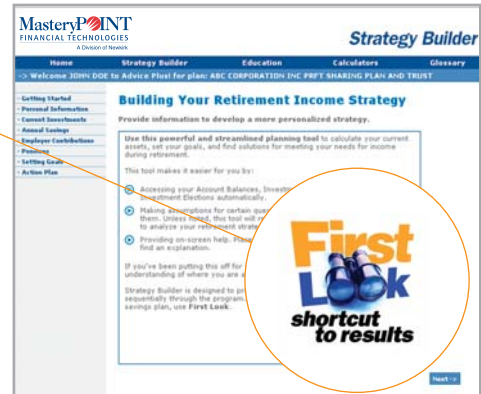 MasteryPOINT
FINANCIAL TECHNOLOGIES
A Division of Newkirk
Strategy Builder
Home Strategy Builder Education Calculators Glossary
-> Welcome JOHN DOE to Advice Plus! for plan: ABC CORPORATION INC PRFT SHARING PLAN AND TRUST
- Getting Started
- Personal Information
- Current Investments
- Annual Savings
- Employer Contributions
- Pensions
- Setting Goals
- Action Plan
Building Your Retirement Income Strategy
Provide information to develop a more personalized strategy.
Use this powerful and streamlined planning tool to calculate your current
assets, set your goals, and find solutions for meeting your needs for income
during retirement.
This tool makes it easier for you by:
Accessing your Account Balances,
Investment Elections automatically.
Making assumptions for certain
them. Unless noted, this tool will
to analyze your retirement
Providing on-screen help.
find an explanation.
If you've been putting this off for
understanding of where you are
Strategy Builder is designed to
sequentially through the program.
savings plan, use First Look.
First
Look
shortcut
to results
Next ->